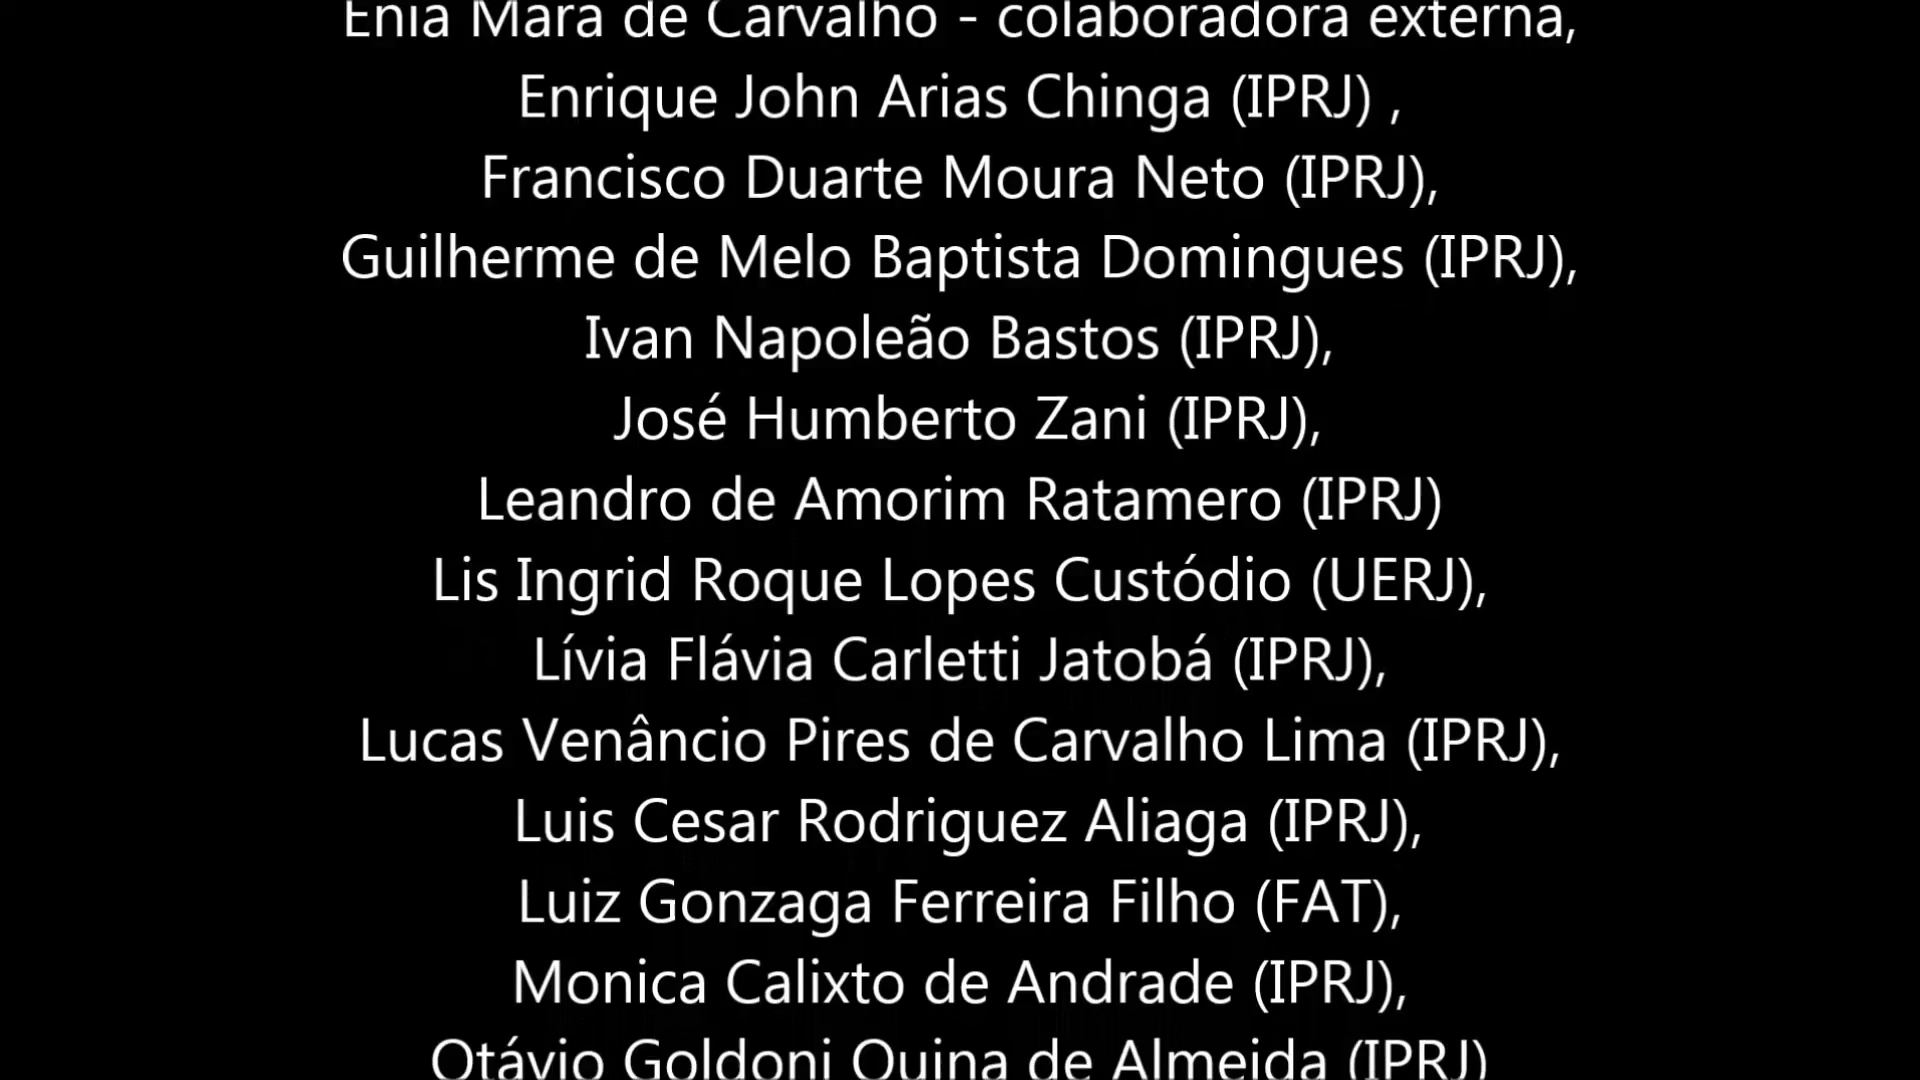 Enia Mara de Carvalho - colaboradora externa,
Enrique John Arias Chinga (IPRJ) ,
Francisco Duarte Moura Neto (IPRJ),
Guilherme de Melo Baptista Domingues (IPRJ),
Ivan Napoleão Bastos (IPRJ),
José Humberto Zani (IPRJ),
Leandro de Amorim Ratamero (IPRJ)
Lis Ingrid Roque Lopes Custódio (UERJ),
Lívia Flávia Carletti Jatobá (IPRJ),
Lucas Venâncio Pires de Carvalho Lima (IPRJ),
Luis Cesar Rodriguez Aliaga (IPRJ),
Luiz Gonzaga Ferreira Filho (FAT),
Monica Calixto de Andrade (IPRJ),
Otávio Goldoni Quina de Almeida (IPRJ)